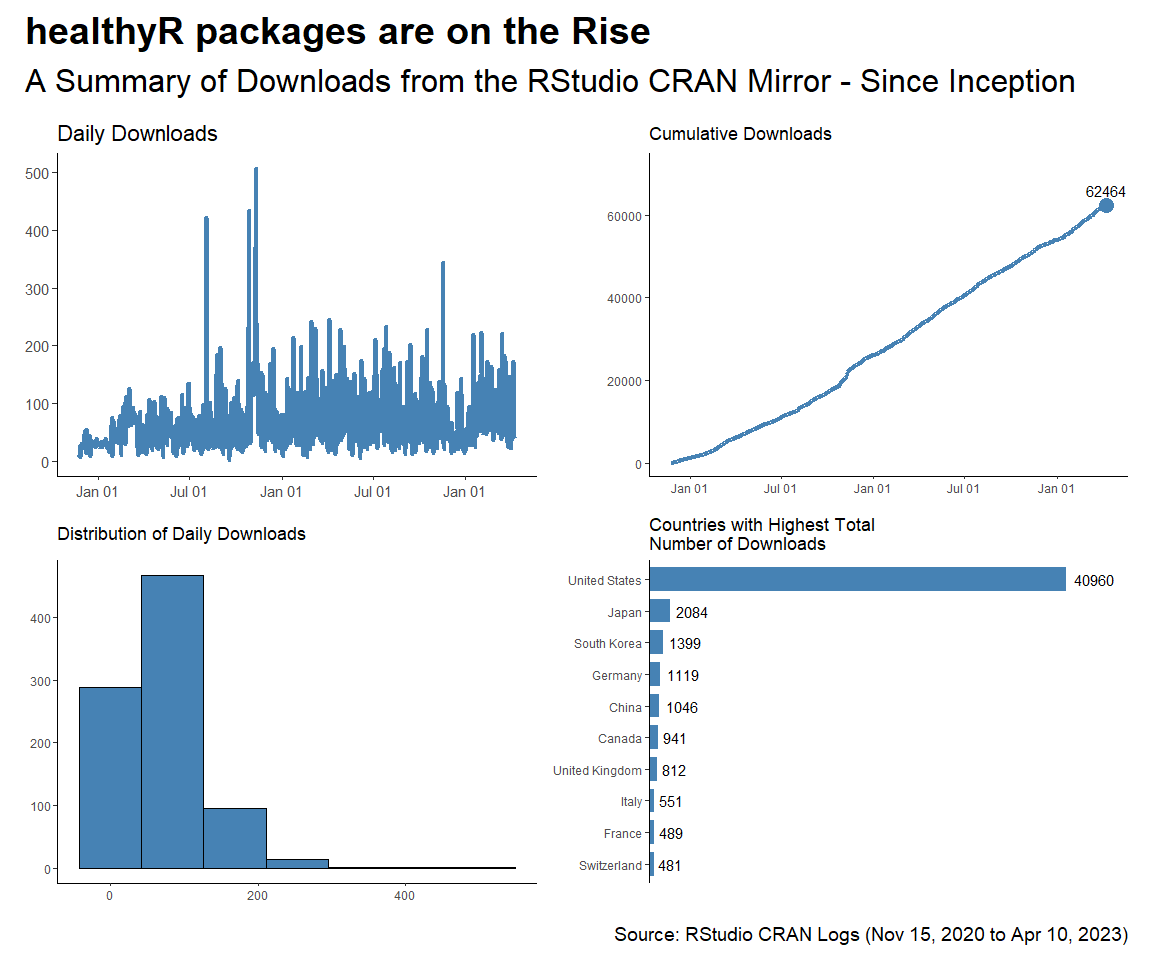 healthyR packages are on the Rise
A Summary of Downloads from the RStudio CRAN Mirror - Since Inception
Daily Downloads
500
400
300
200
100
0
Jan 01 Jul 01 Jan 01 Jul 01 Jan 01
Cumulative Downloads
62464
60000
40000
20000
0
Jan 01 Jul 01 Jan 01 Jul 01 Jan 01
Distribution of Daily Downloads
400
300
200
100
0
0 200 400
Countries with Highest Total
Number of Downloads
United States 40960
Japan 2084
South Korea 1399
Germany 1119
China 1046
Canada 941
United Kingdom 812
Italy 551
France 489
Switzerland 481
Source: RStudio CRAN Logs (Nov 15, 2020 to Apr 10, 2023)